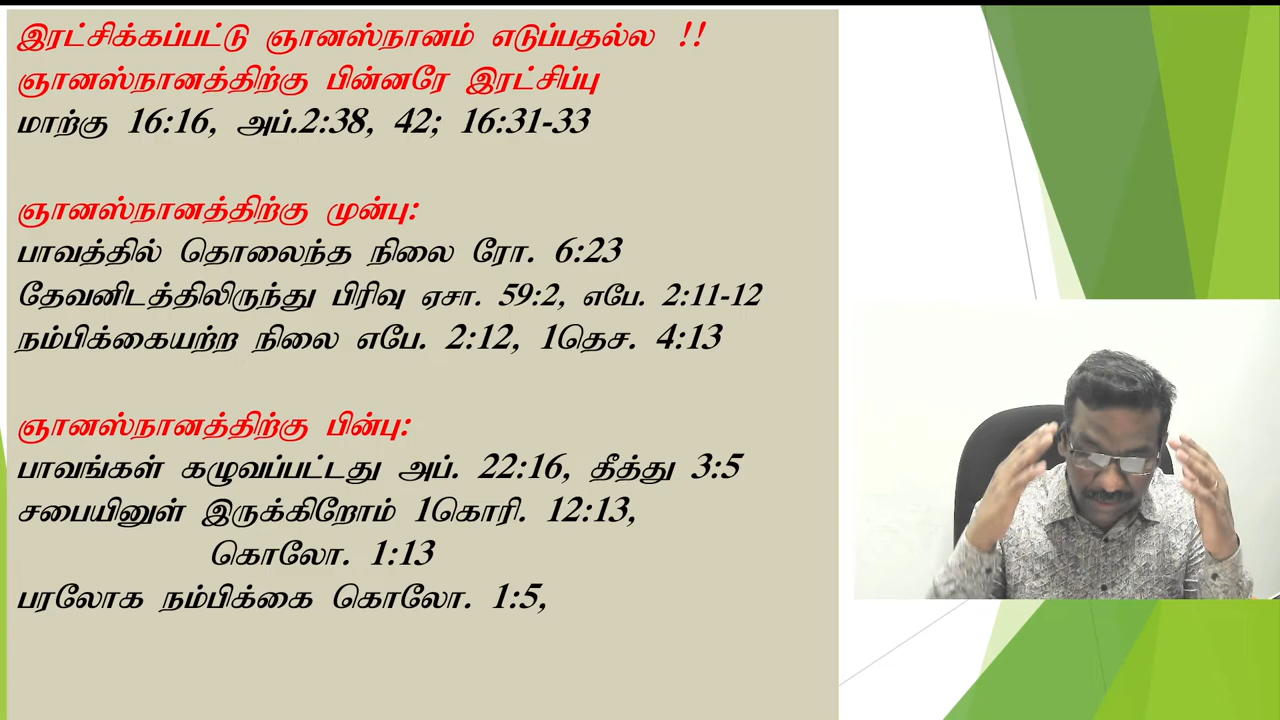 இரட்சிக்கப்பட்டு ஞானஸ்நானம் எடுப்பதல்ல !!
ஞானஸ்நானத்திற்கு பின்னரே இரட்சிப்பு
மாற்கு 16:16, அப்.2:38, 42; 16:31-33
ஞானஸ்நானத்திற்கு முன்பு:
பாவத்தில் தொலைந்த நிலை ரோ. 6:23
தேவனிடத்திலிருந்து பிரிவு ஏசா. 59:2, எபே. 2:11-12
நம்பிக்கையற்ற நிலை எபே. 2:12, 1தெச. 4:13
ஞானஸ்நானத்திற்கு பின்பு:
பாவங்கள் கழுவப்பட்டது அப். 22:16, தீத்து 3:5
சபையினுள் இருக்கிறோம் 1கொரி. 12:13,
கொலோ. 1:13
பரலோக நம்பிக்கை கொலோ. 1:5,